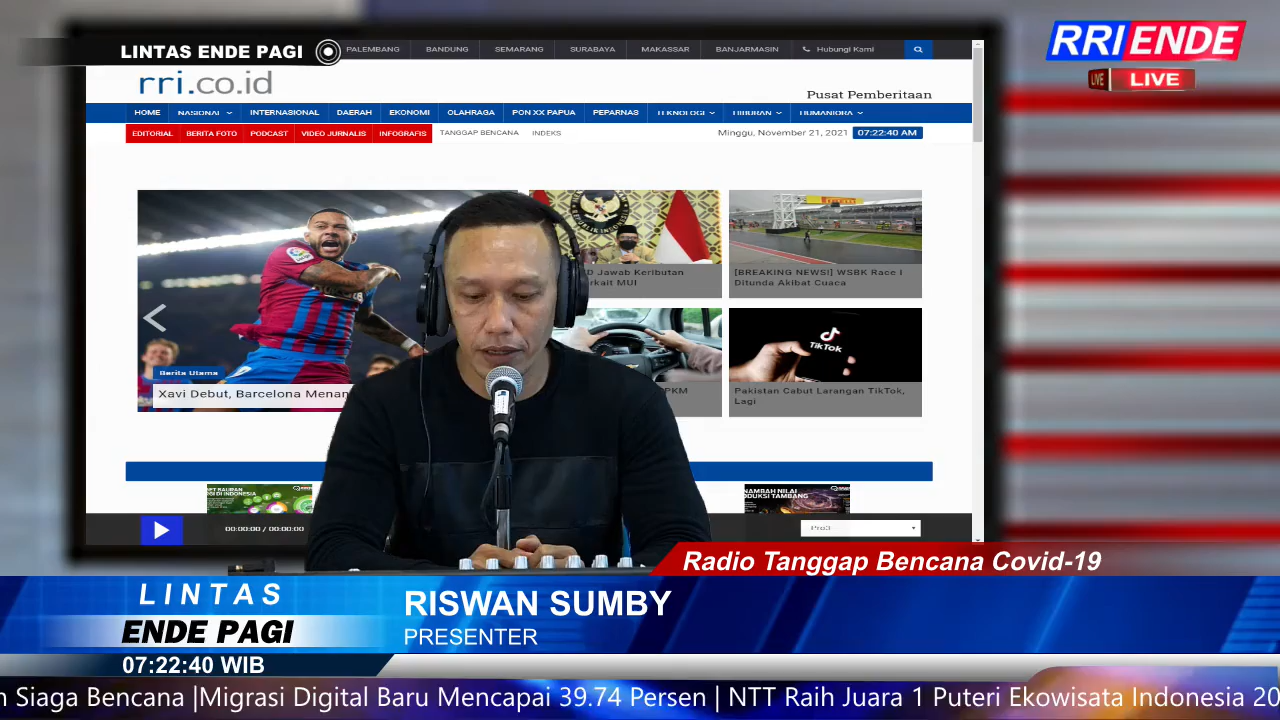 LINTAS ENDE PAGI
PALEMBANG BANDUNG SEMARANG SURABAYA MAKASSAR BANJARMASIN Hubungi Kami
RRI ENDE
LIVE LIVE
rri.co.id
Pusat Pemberitaan
HOME NASIONAL INTERNASIONAL DAERAH EKONOMI OLAHRAGA PON XX PAPUA PEPARNAS TEKNOLOGI HIBURAN HUMANIORA
EDITORIAL BERITA FOTO PODCAST VIDEO JURNALIS INFOGRAFIS TANGGAP BENCANA INDEKS
Minggu, November 21, 2021 07:22:40 AM
D Jawab Keributan
rkait MUI
[BREAKING NEWS!] WSBK Race I
Ditunda Akibat Cuaca
Berita Utama
Xavi Debut, Barcelona Menan
PKM
TikTok
Pakistan Cabut Larangan TikTok,
Lagi
NAMBAH NILAI
00:00:00 / 00:00:00
Pro3
Radio Tanggap Bencana Covid-19
LINTAS
ENDE PAGI
07:22:40 WIB
RISWAN SUMBY
PRESENTER
n Siaga Bencana |Migrasi Digital Baru Mencapai 39.74 Persen | NTT Raih Juara 1 Puteri Ekowisata Indonesia 20